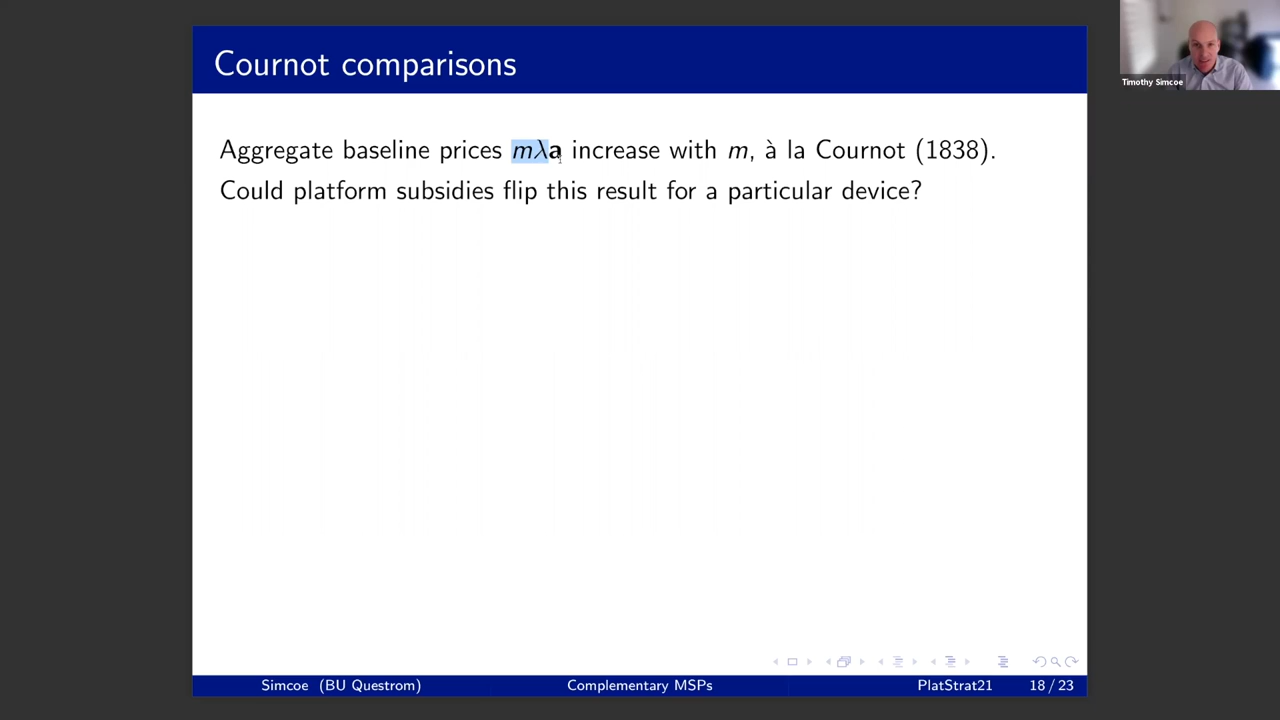 Cournot comparisons
Timothy Simcoe
Aggregate baseline prices mλa increase with m, à la Cournot (1838).
Could platform subsidies flip this result for a particular device?
Simcoe (BU Questrom) Complementary MSPs PlatStrat21 18 / 23